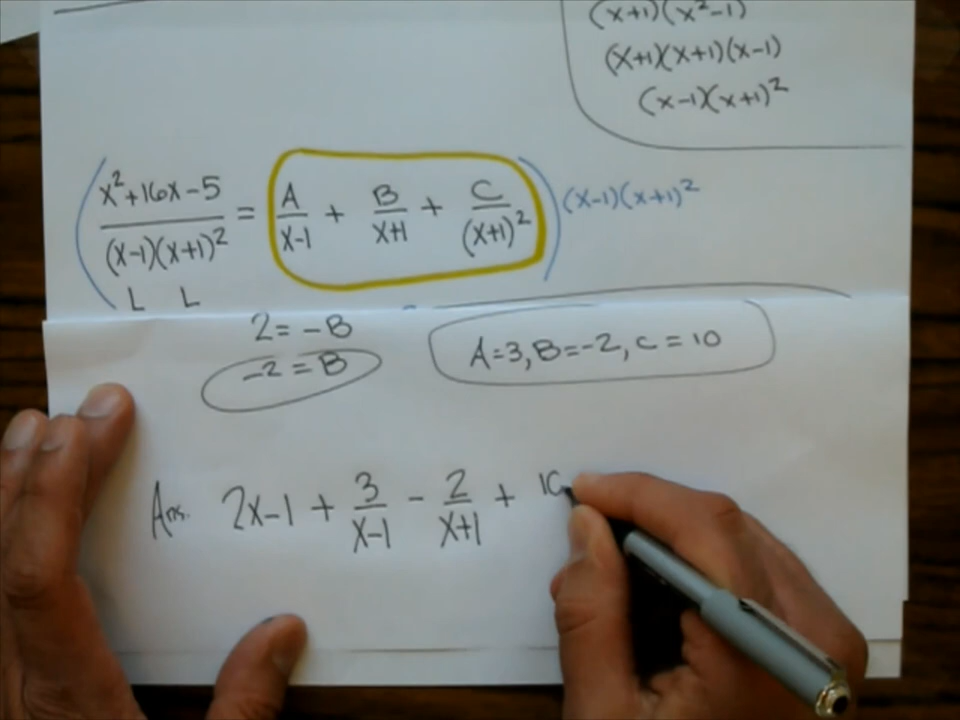 (x+1)(x²-1)
(x+1)(x+1)(x-1)
(x-1)(x+1)²
(x²+16x-5)/((x-1)(x+1)²) = A/(x-1) + B/(x+1) + C/(x+1)² ) (x-1)(x+1)²
L L
2 = -B
-2 = B
A=3, B=-2, C=10
Ans. 2x-1 + 3/(x-1) - 2/(x+1) + 10